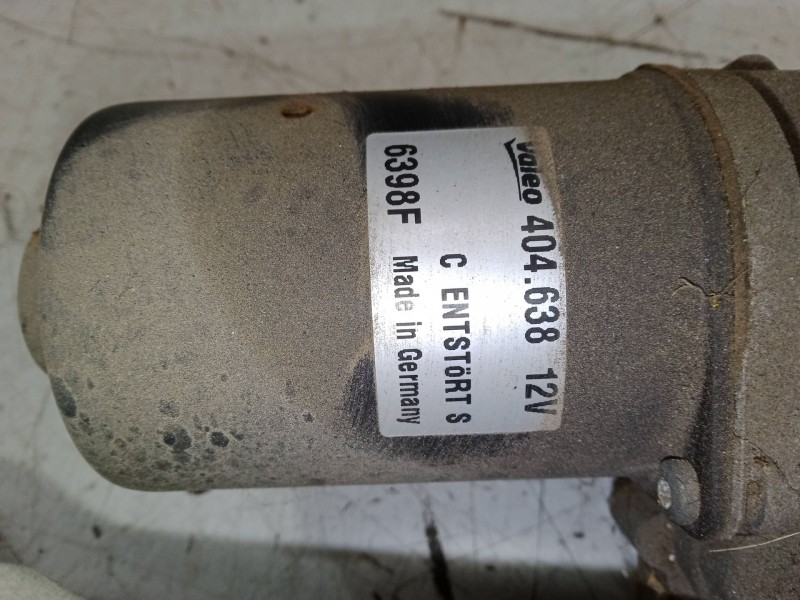 Valeo 404.638 12V
C ENTSTÖRT S
6398F Made in Germany